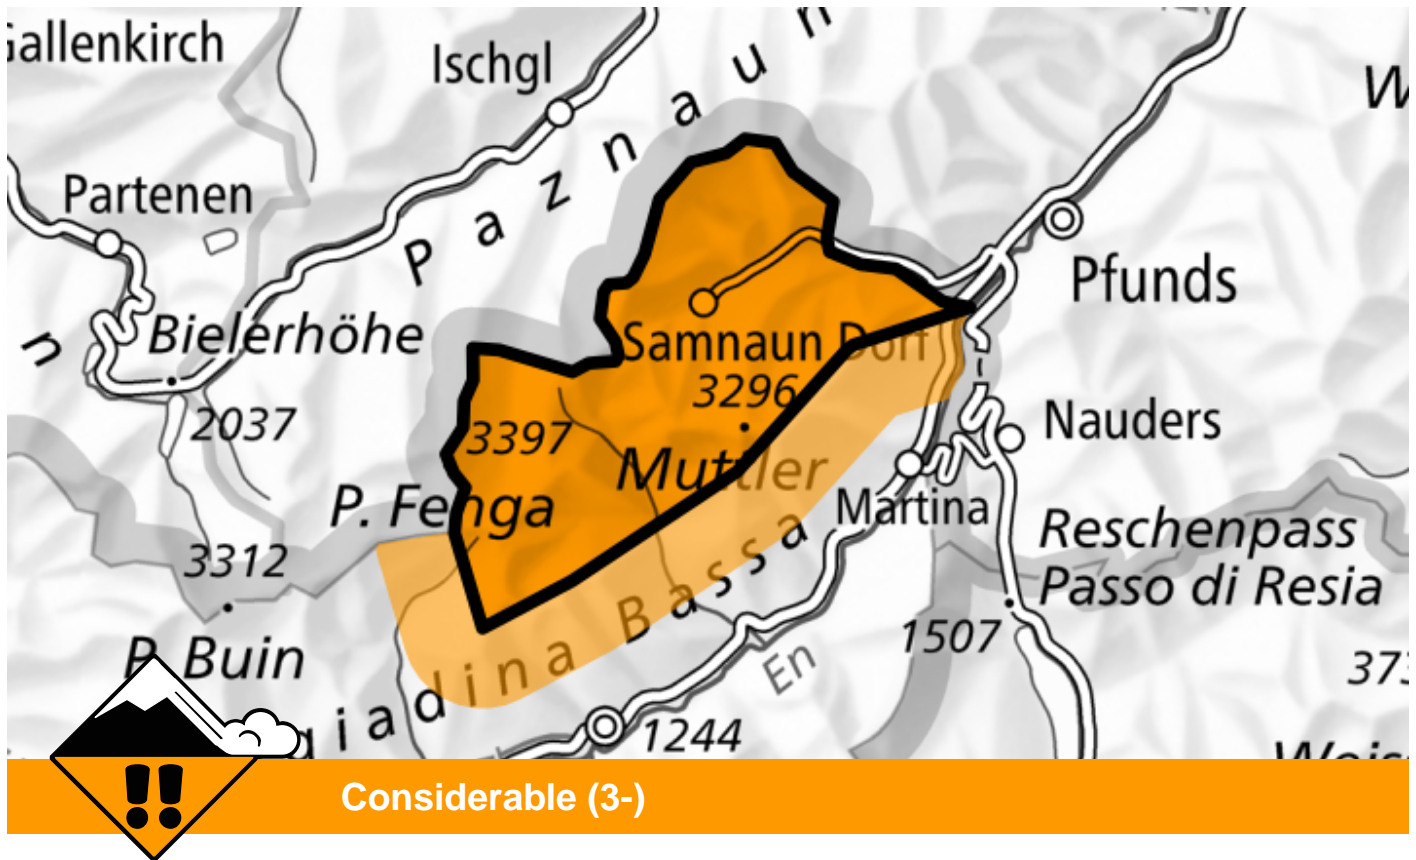 Gallenkirch
Ischgl
Paznaun
Partenen
Pfunds
Bielerhöhe
2037
Samnaun Dorf
3296
Muttler
3397
P. Fenga
Nauders
Martina
Reschenpass
Passo di Resia
3312
P. Buin
1507
giadina Bassa
En
1244
Considerable (3-)